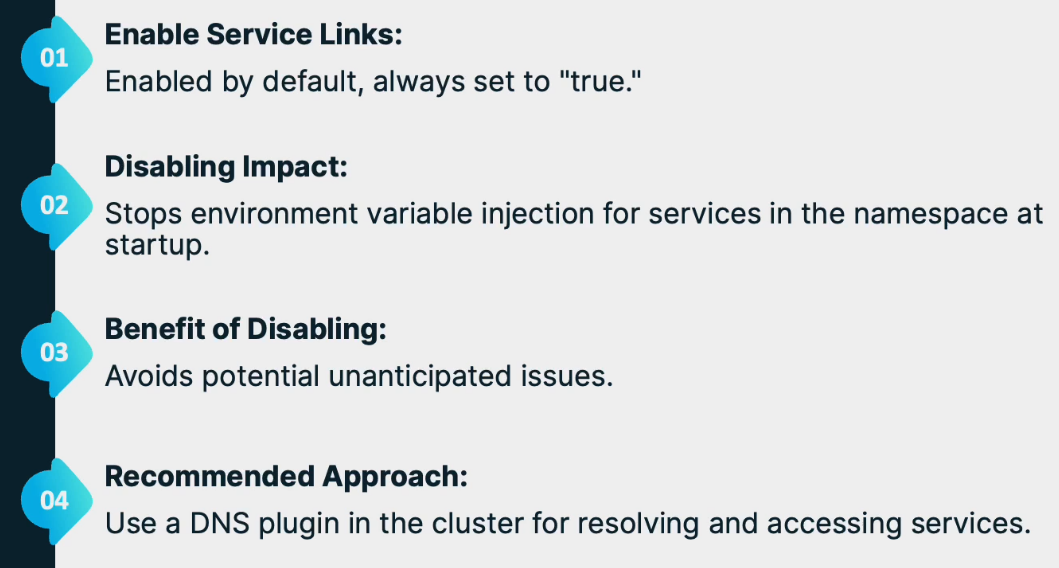 01
Enable Service Links:
Enabled by default, always set to "true."
02
Disabling Impact:
Stops environment variable injection for services in the namespace at
startup.
03
Benefit of Disabling:
Avoids potential unanticipated issues.
04
Recommended Approach:
Use a DNS plugin in the cluster for resolving and accessing services.